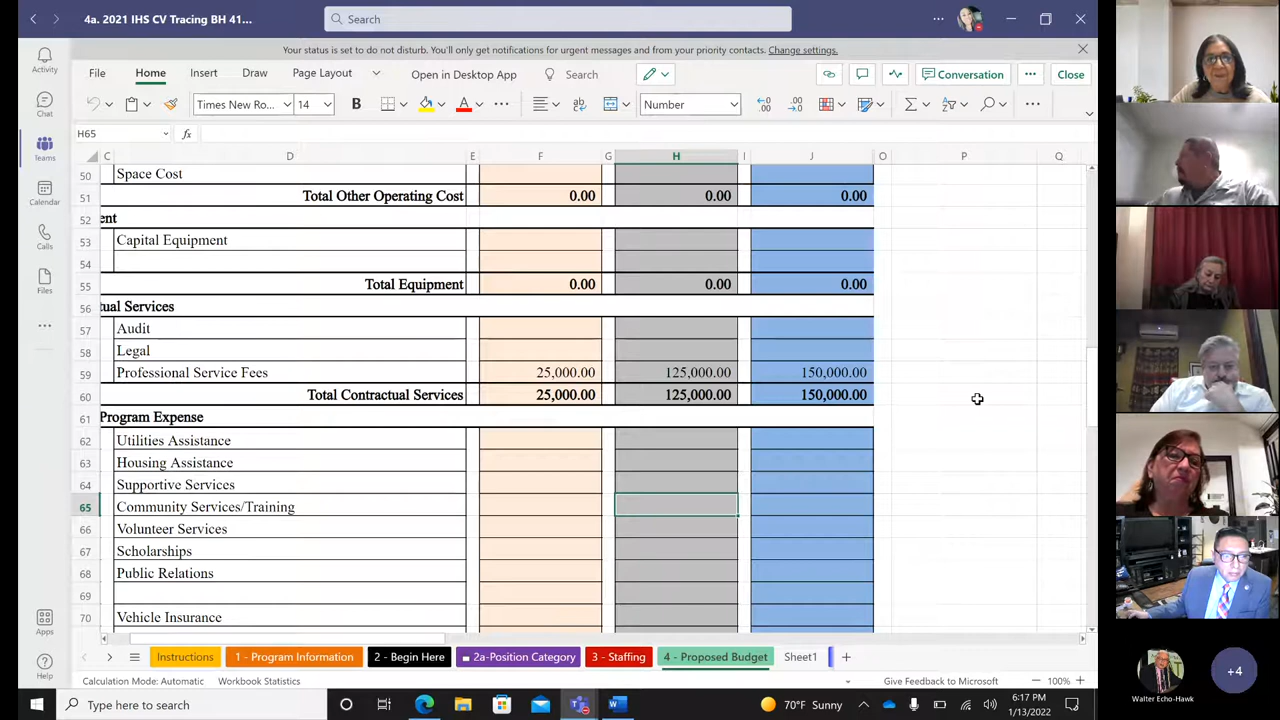 4a. 2021 IHS CV Tracing BH 41...
Search
Your status is set to do not disturb. You'll only get notifications for urgent messages and from your priority contacts. Change settings.
File Home Insert Draw Page Layout Open in Desktop App Search Conversation Close
Times New Ro... 14 B A Number
H65 fx
C D E F G H I J O P Q
50 Space Cost
51 Total Other Operating Cost 0.00 0.00 0.00
52 ent
53 Capital Equipment
54
55 Total Equipment 0.00 0.00 0.00
56 ual Services
57 Audit
58 Legal
59 Professional Service Fees 25,000.00 125,000.00 150,000.00
60 Total Contractual Services 25,000.00 125,000.00 150,000.00
61 Program Expense
62 Utilities Assistance
63 Housing Assistance
64 Supportive Services
65 Community Services/Training
66 Volunteer Services
67 Scholarships
68 Public Relations
69
70 Vehicle Insurance
Activity
Chat
Teams
Calendar
Calls
Files
Apps
Help
Instructions 1 - Program Information 2 - Begin Here 2a-Position Category 3 - Staffing 4 - Proposed Budget Sheet1
Calculation Mode: Automatic Workbook Statistics Give Feedback to Microsoft 100%
Type here to search
70°F Sunny
6:17 PM
1/13/2022
Walter Echo-Hawk
+4